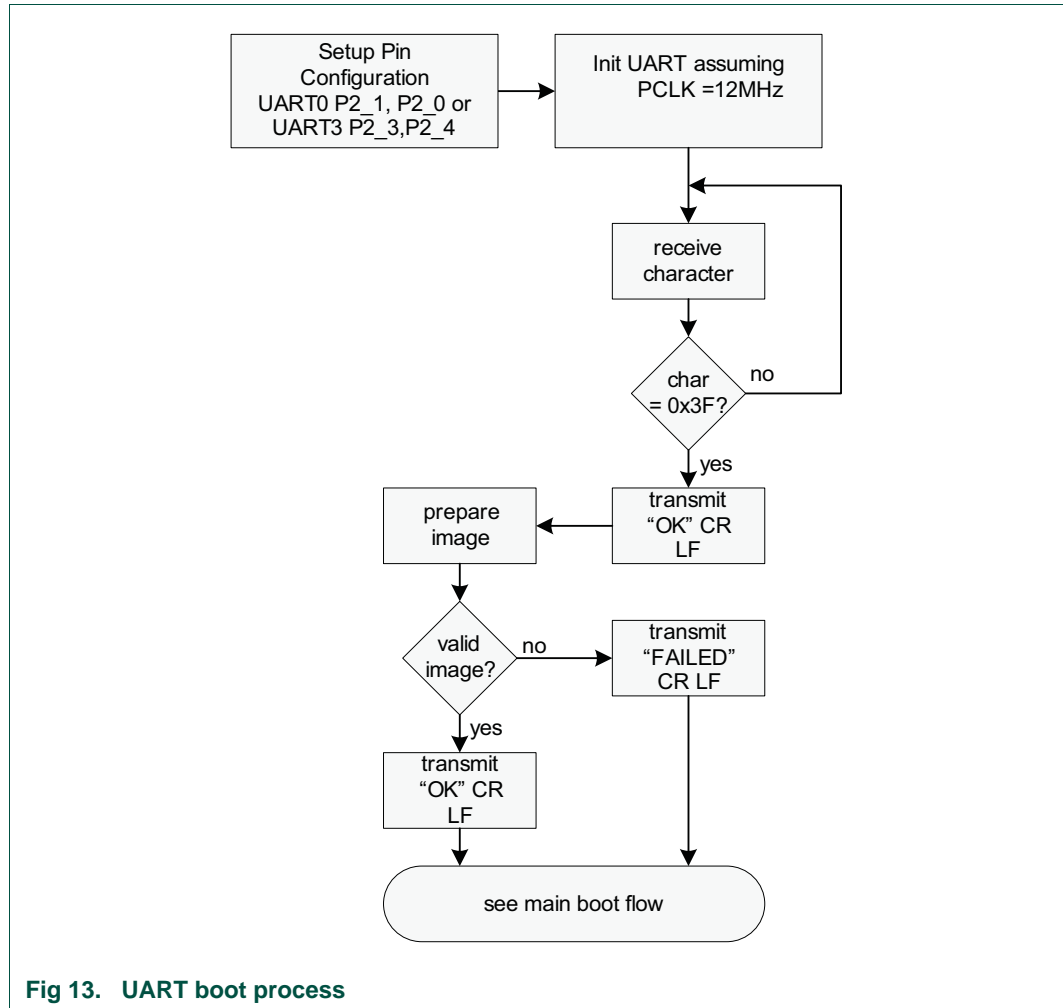 Setup Pin
Configuration
UART0 P2_1, P2_0 or
UART3 P2_3,P2_4
Init UART assuming
PCLK =12MHz
receive
character
char
= 0x3F?
no
yes
transmit
“OK” CR
LF
prepare
image
valid
image?
no
transmit
“FAILED”
CR LF
yes
transmit
“OK” CR
LF
see main boot flow
Fig 13. UART boot process